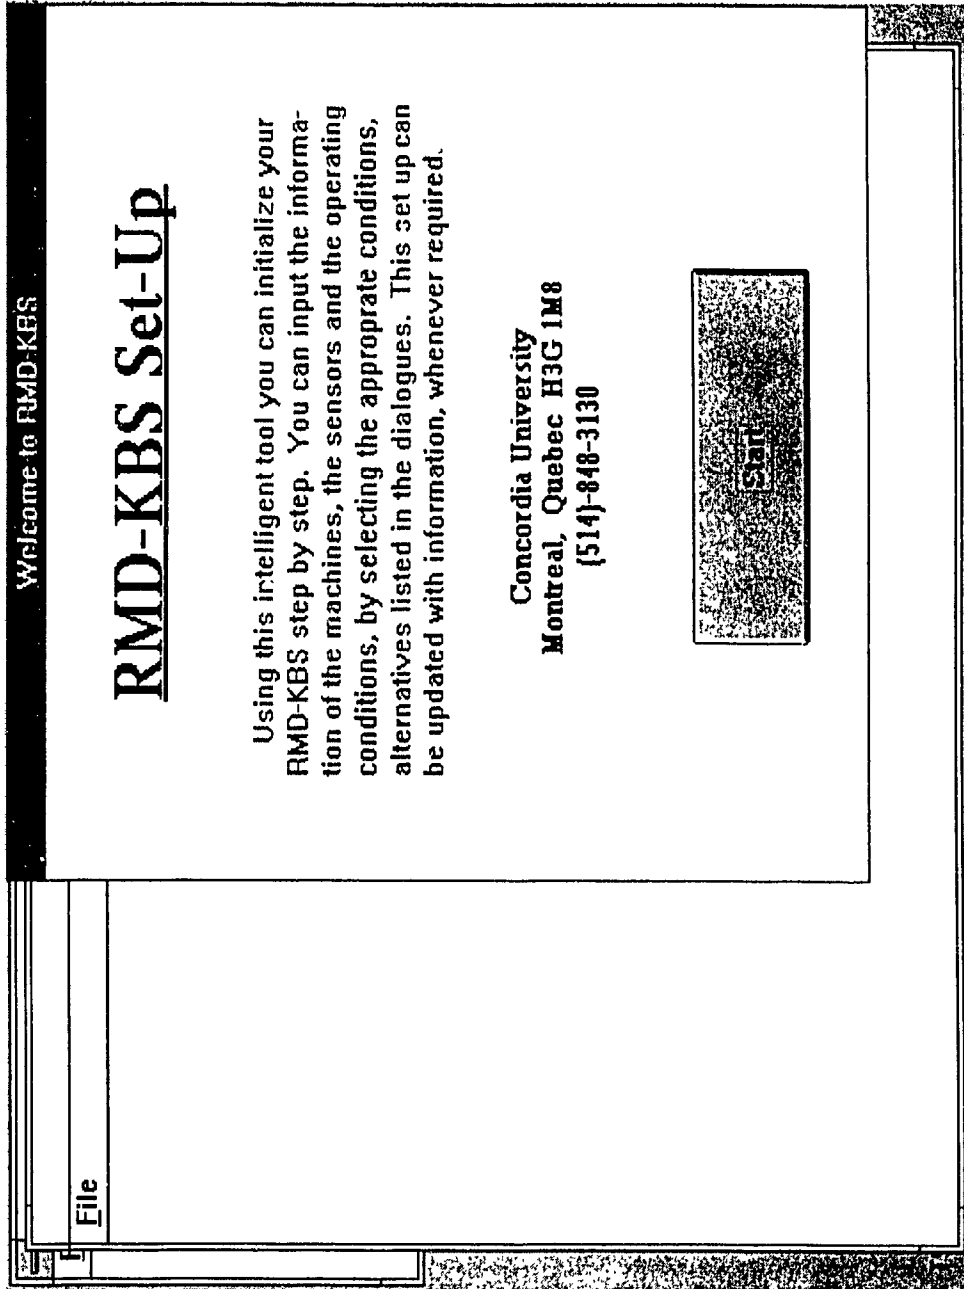 Welcome to RMD-KBS
File
RMD-KBS Set-Up
Using this intelligent tool you can initialize your
RMD-KBS step by step. You can input the informa-
tion of the machines, the sensors and the operating
conditions, by selecting the approprate conditions,
alternatives listed in the dialogues. This set up can
be updated with information, whenever required.
Concordia University
Montreal, Quebec H3G 1M8
(514)-848-3130
Start